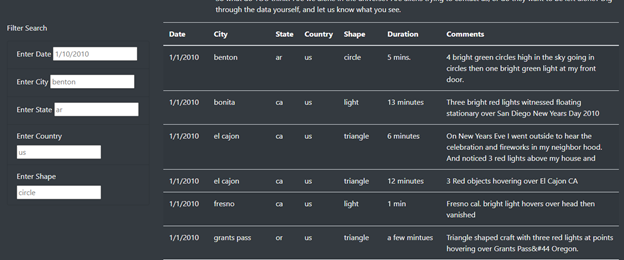 through the data yourself, and let us know what you see.
Filter Search
Date City State Country Shape Duration Comments
Enter Date 1/10/2010
Enter City benton
Enter State ar
Enter Country
us
Enter Shape
circle
1/1/2010 benton ar us circle 5 mins. 4 bright green circles high in the sky going in
circles then one bright green light at my front
door.
1/1/2010 bonita ca us light 13 minutes Three bright red lights witnessed floating
stationary over San Diego New Years Day 2010
1/1/2010 el cajon ca us triangle 6 minutes On New Years Eve I went outside to hear the
celebration and fireworks in my neighbor hood.
And noticed 3 red lights above my house and
1/1/2010 el cajon ca us triangle 12 minutes 3 Red objects hovering over El Cajon CA
1/1/2010 fresno ca us light 1 min Fresno cal. bright light hovers over head then
vanished
1/1/2010 grants pass or us triangle a few mintues Triangle shaped craft with three red lights at points
hovering over Grants Pass&#44 Oregon.